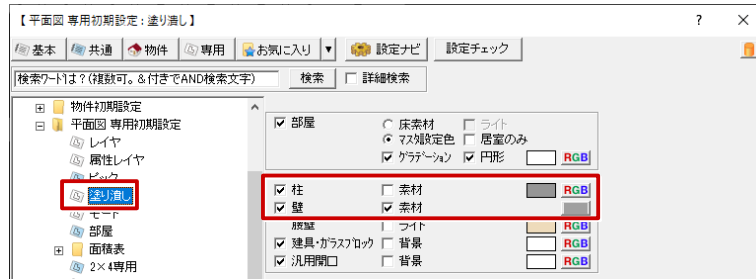 【 平面図 専用初期設定 : 塗り潰し 】 ? ×
基本 共通 物件 専用 お気に入り ▼ 設定ナビ 設定チェック
検索ワードは？(複数可。＆付きでAND検索文字) 検索 詳細検索
物件初期設定
平面図 専用初期設定
レイヤ
属性レイヤ
ピック
塗り潰し
モード
部屋
面積表
2×4専用
部屋 床素材 ライト
マスタ設定色 居室のみ
グラデーション 円形 RGB
柱 素材 RGB
壁 素材
腰壁 ライト RGB
建具・ガラスブロック 背景 RGB
汎用開口 背景 RGB